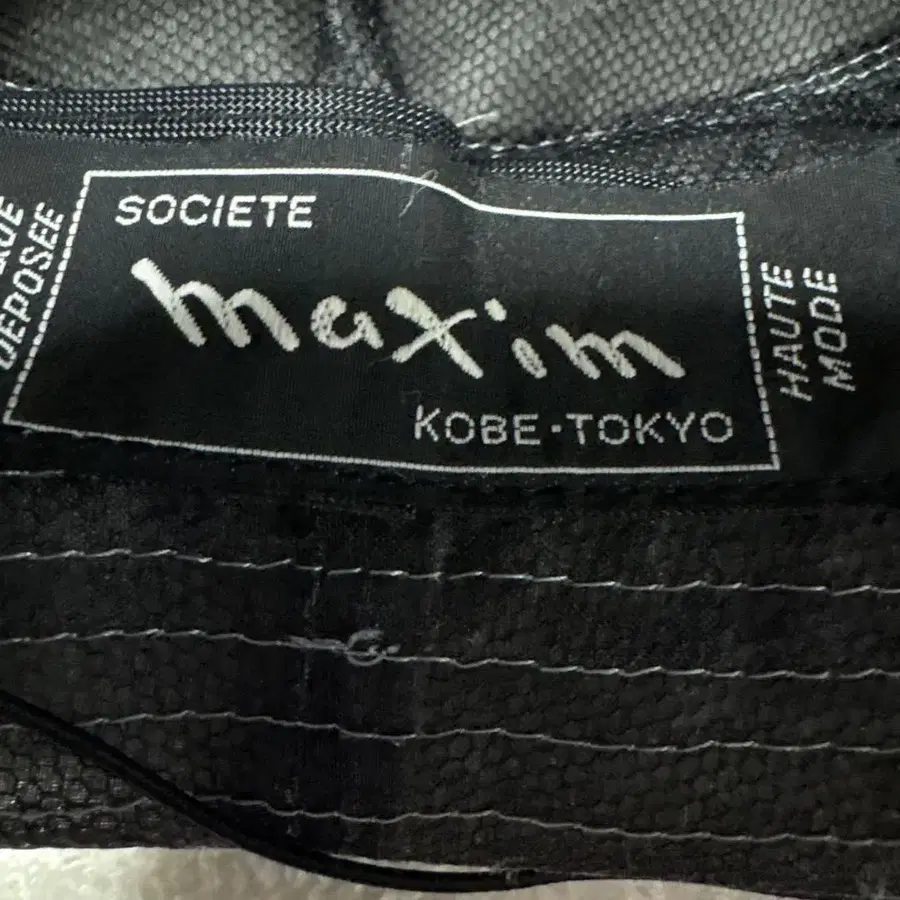 DEPOSEE
SOCIETE
maxim
KOBE·TOKYO
HAUTE
MODE